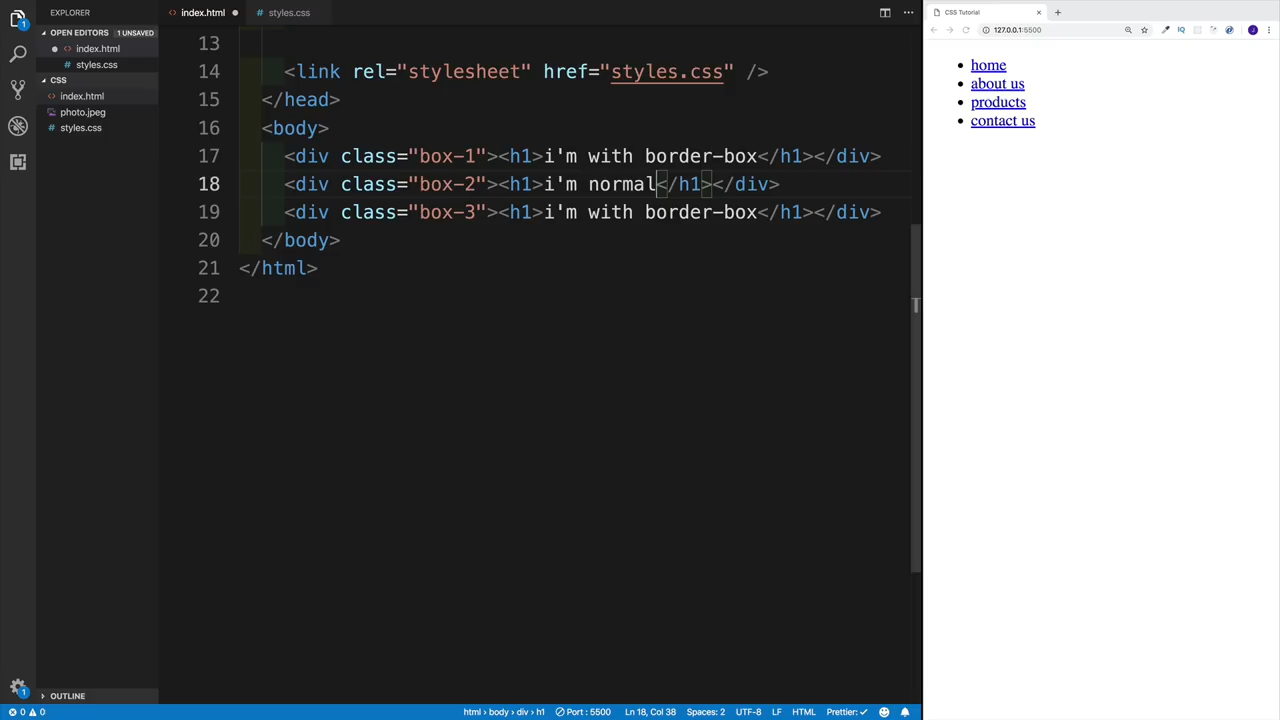 EXPLORER
OPEN EDITORS 1 UNSAVED
index.html
styles.css
CSS
index.html
photo.jpeg
styles.css
OUTLINE
1
1
index.html
styles.css
13
14 <link rel="stylesheet" href="styles.css" />
15 </head>
16 <body>
17 <div class="box-1"><h1>i'm with border-box</h1></div>
18 <div class="box-2"><h1>i'm normal</h1></div>
19 <div class="box-3"><h1>i'm with border-box</h1></div>
20 </body>
21 </html>
22
0 0
html › body › div › h1 Port : 5500 Ln 18, Col 38 Spaces: 2 UTF-8 LF HTML Prettier: ✓
CSS Tutorial
127.0.0.1:5500
IQ
J
home
about us
products
contact us